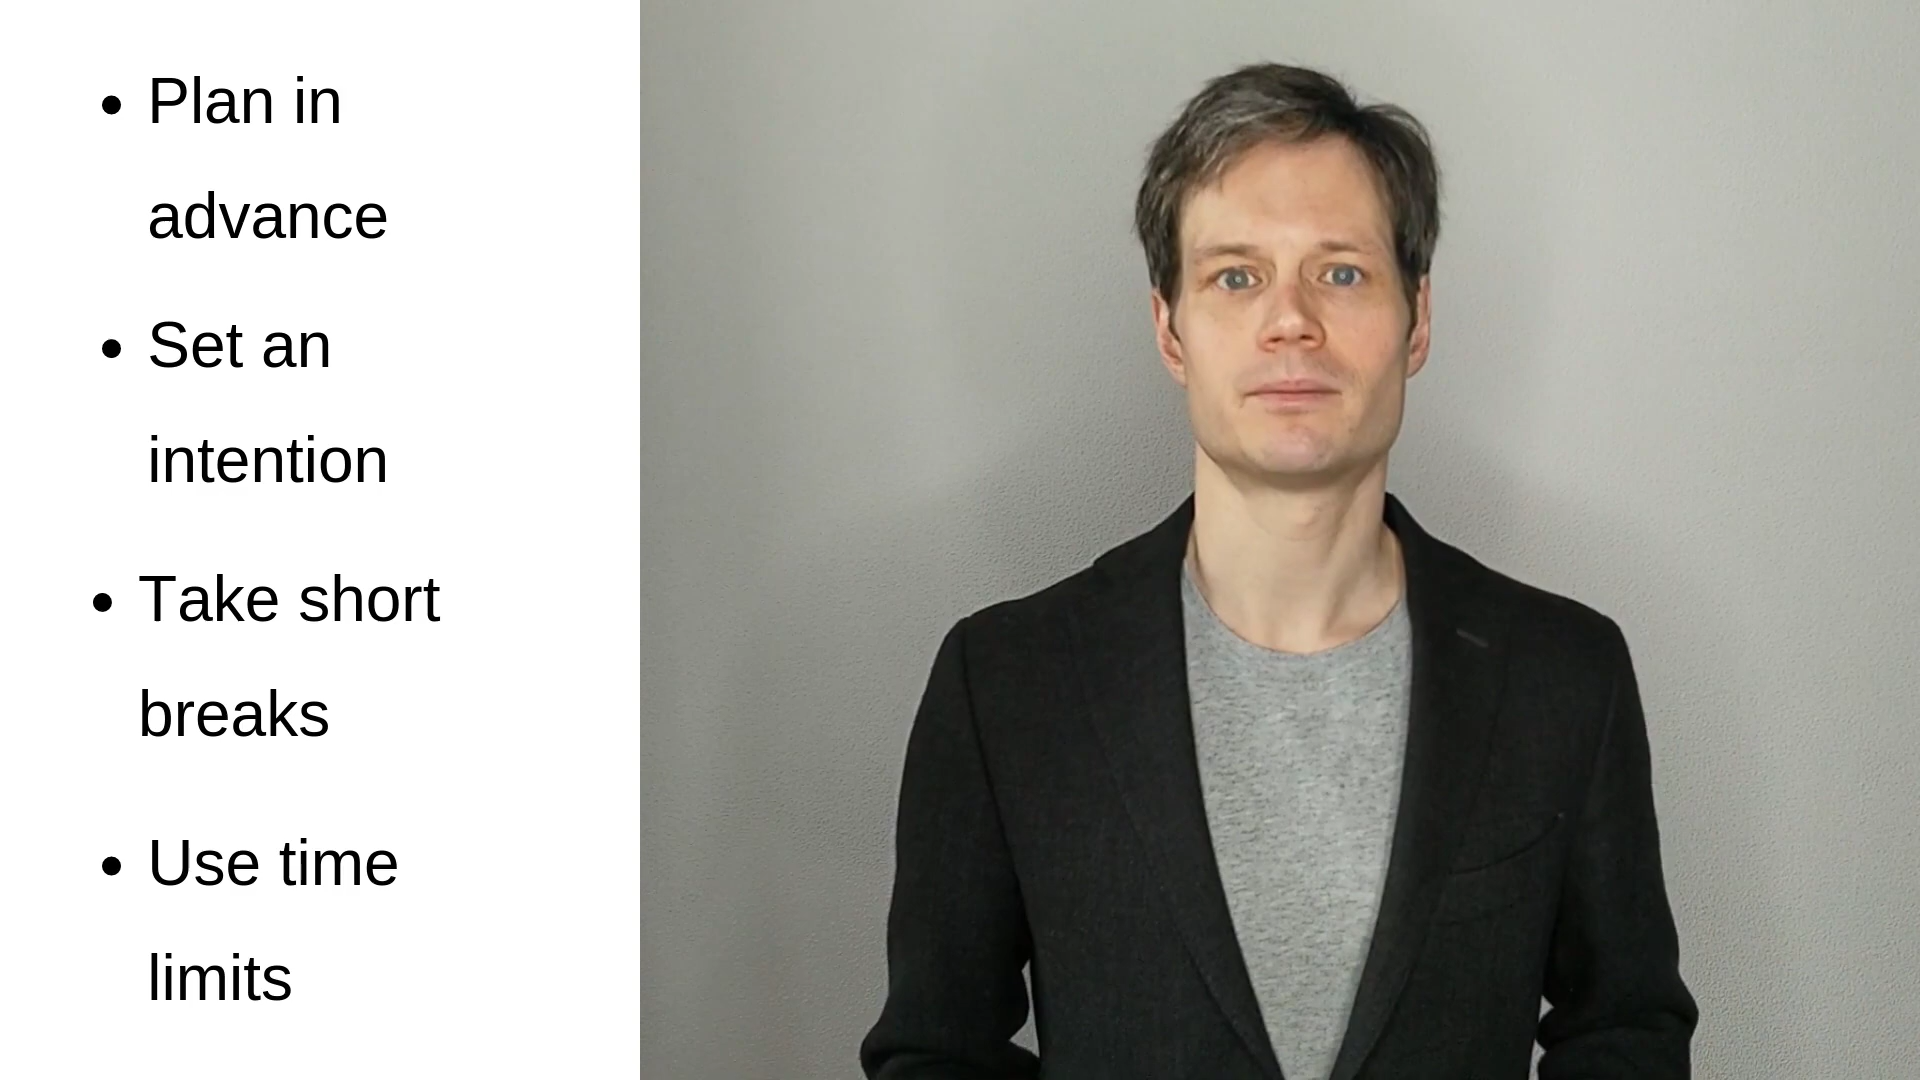 • Plan in
advance
• Set an
intention
• Take short
breaks
• Use time
limits